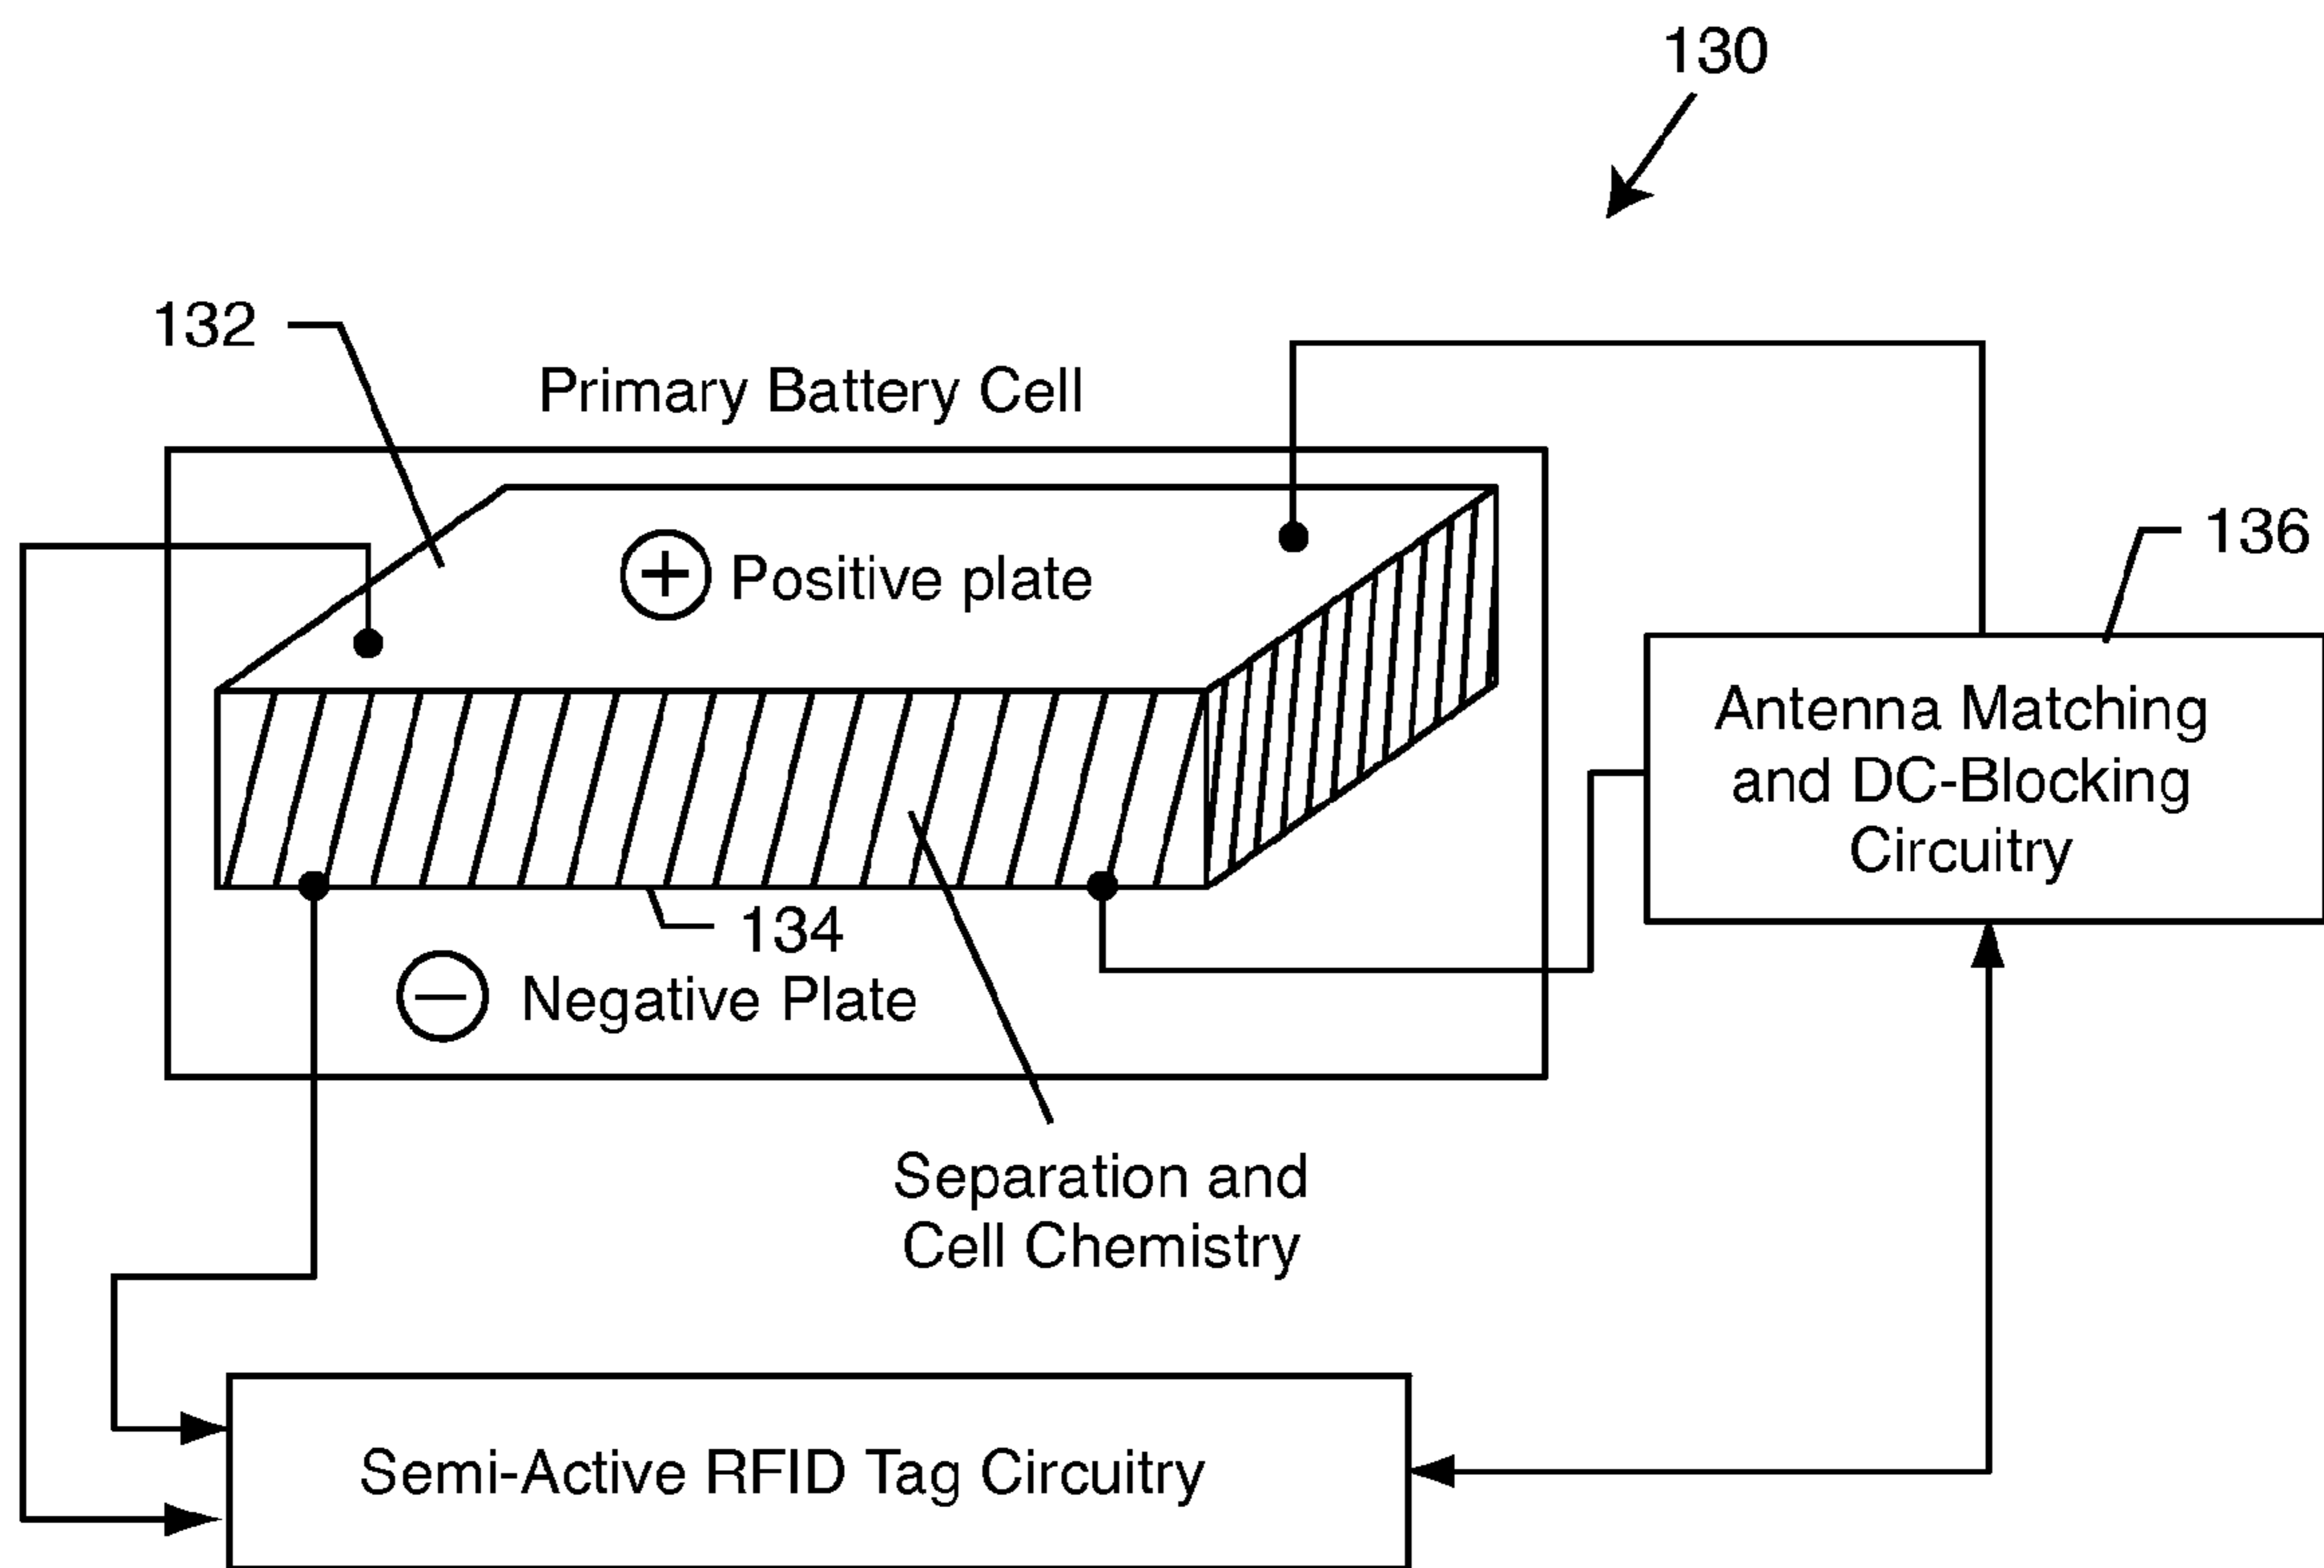 130
132
Primary Battery Cell
136
+ Positive plate
Antenna Matching
and DC-Blocking
Circuitry
134
− Negative Plate
Separation and
Cell Chemistry
Semi-Active RFID Tag Circuitry